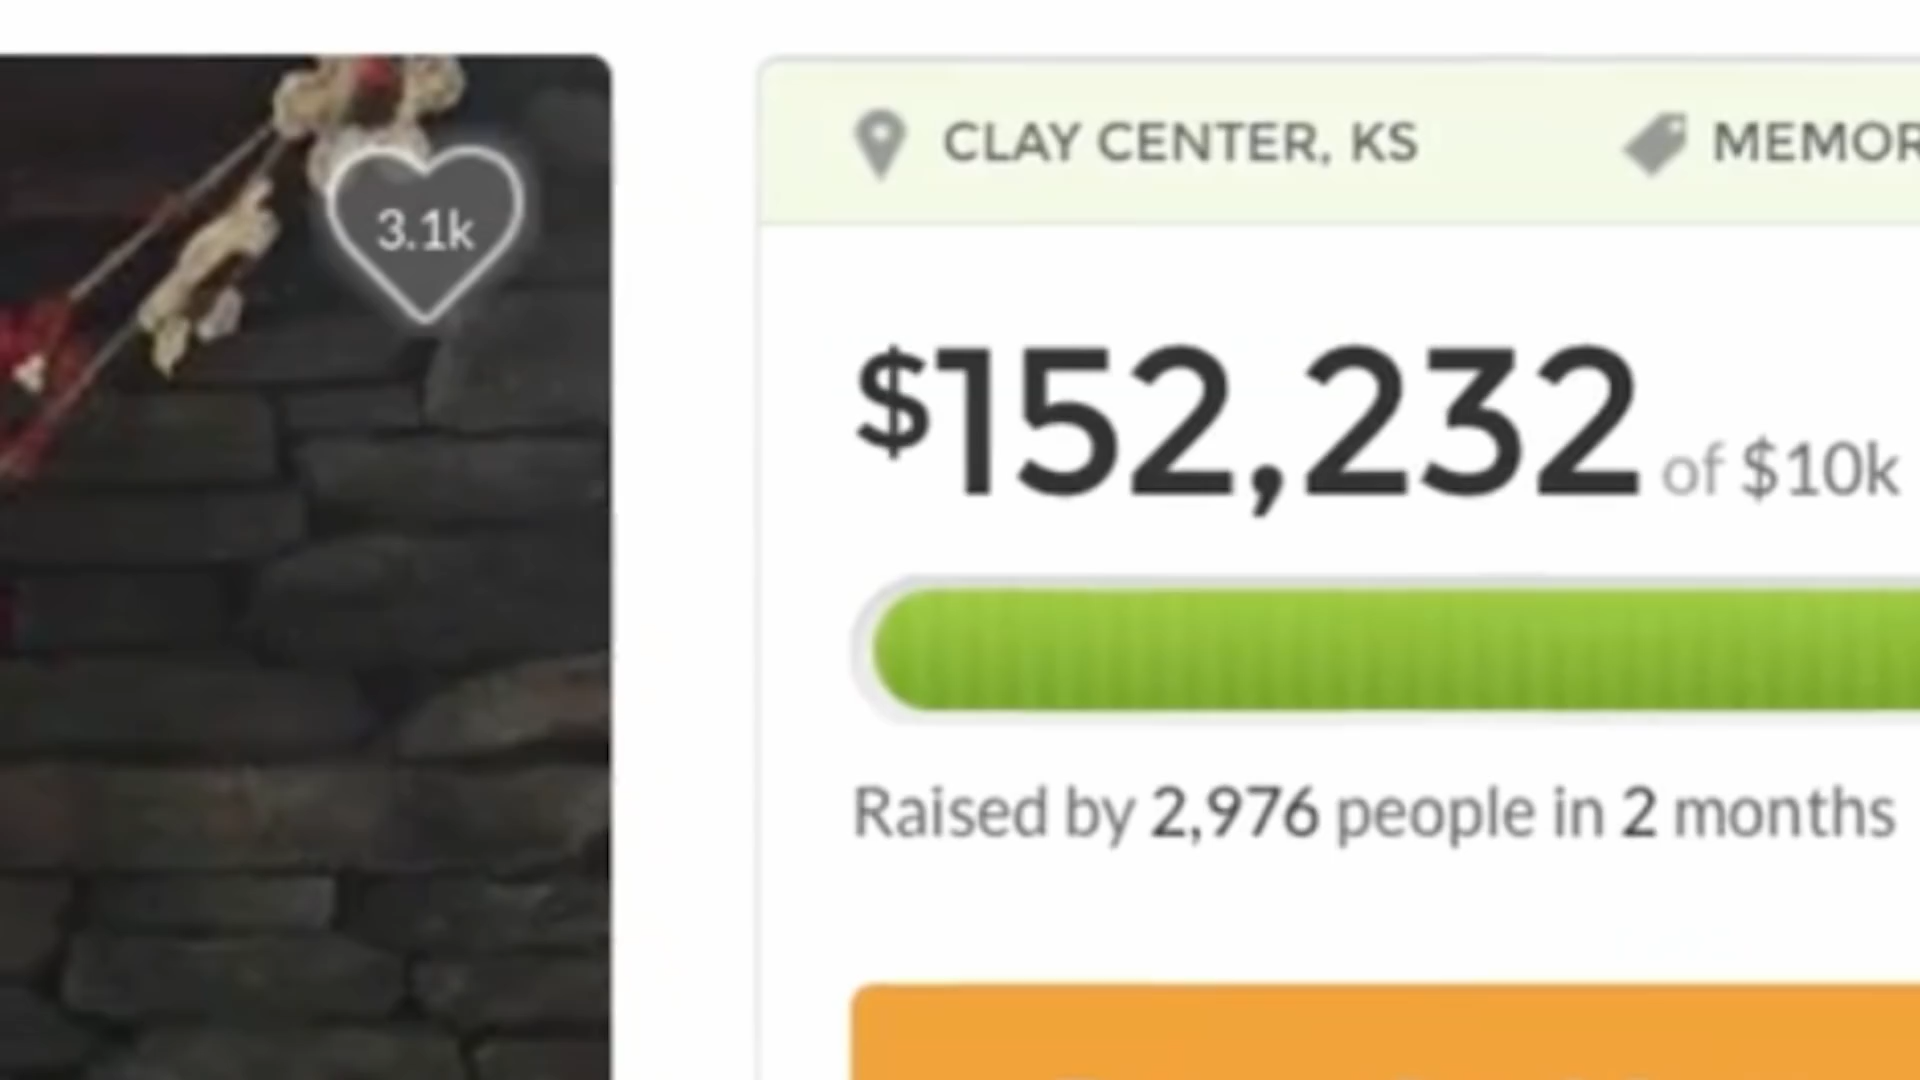 3.1k
CLAY CENTER, KS
$152,232 of $10k
Raised by 2,976 people in 2 months